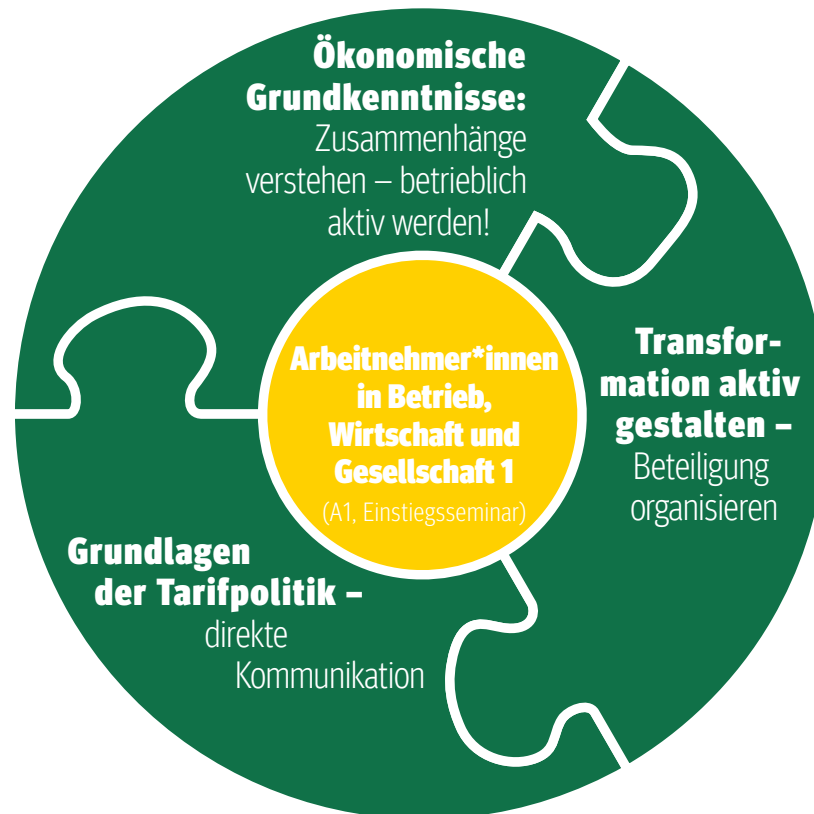 Ökonomische
Grundkenntnisse:
Zusammenhänge
verstehen – betrieblich
aktiv werden!
Arbeitnehmer*innen
in Betrieb,
Wirtschaft und
Gesellschaft 1
(A1, Einstiegsseminar)
Transfor-
mation aktiv
gestalten –
Beteiligung
organisieren
Grundlagen
der Tarifpolitik –
direkte
Kommunikation